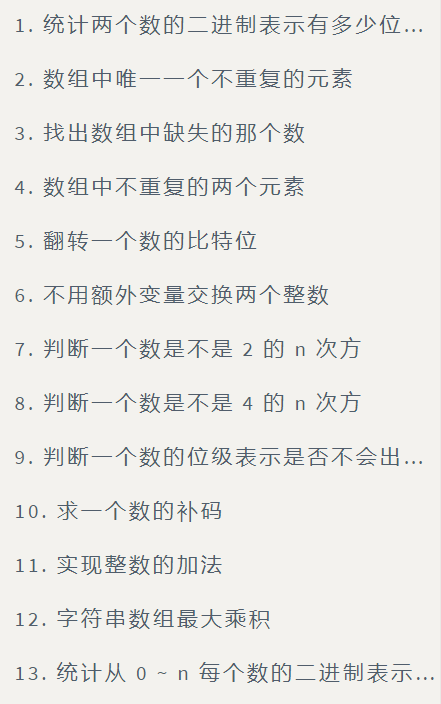 1. 统计两个数的二进制表示有多少位...
2. 数组中唯一一个不重复的元素
3. 找出数组中缺失的那个数
4. 数组中不重复的两个元素
5. 翻转一个数的比特位
6. 不用额外变量交换两个整数
7. 判断一个数是不是 2 的 n 次方
8. 判断一个数是不是 4 的 n 次方
9. 判断一个数的位级表示是否不会出...
10. 求一个数的补码
11. 实现整数的加法
12. 字符串数组最大乘积
13. 统计从 0 ~ n 每个数的二进制表示...